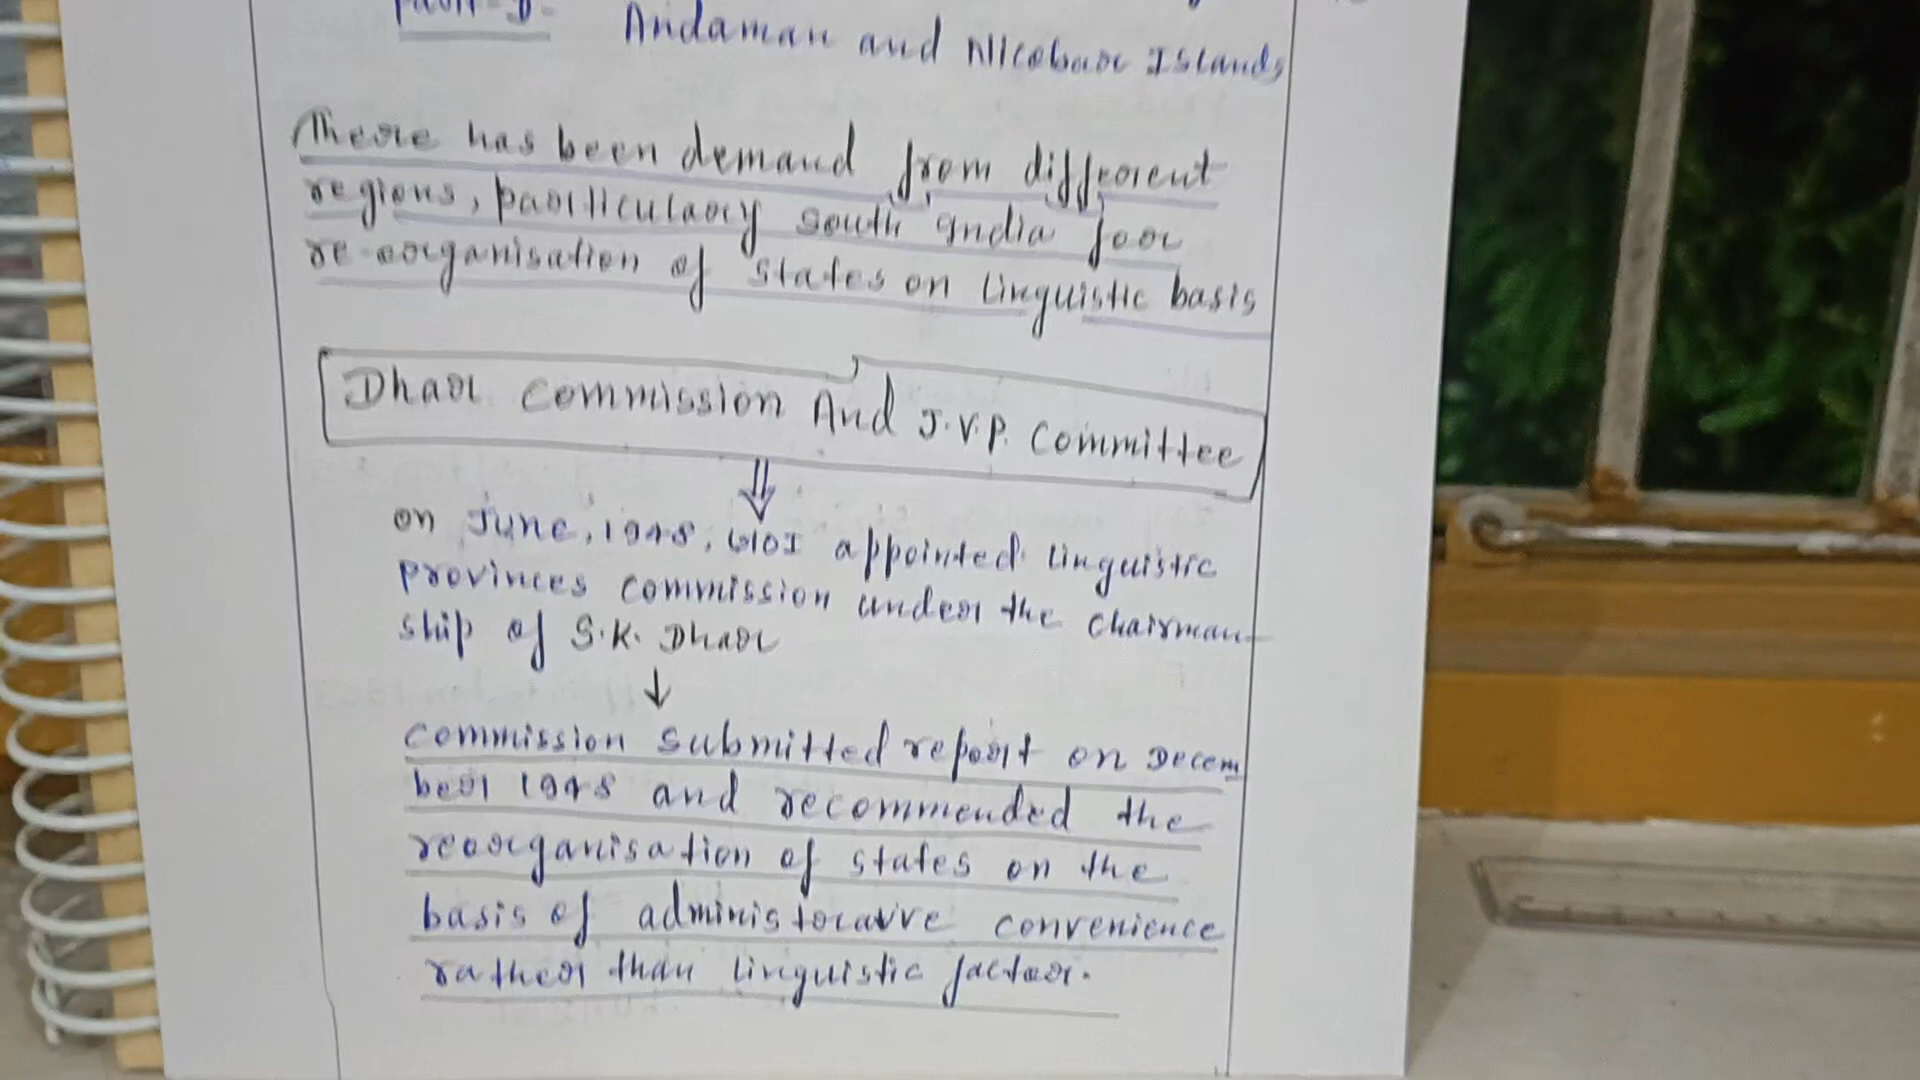 Part-D- Andaman and Nicobar Islands
There has been demand from different
regions, particularly south India for
re-organisation of states on linguistic basis
Dhar Commission And J.V.P. Committee
⇓
on June, 1948, GOI appointed linguistic
provinces commission under the chairman-
ship of S.K. Dhar
↓
commission submitted report on Decem
ber 1948 and recommended the
reorganisation of states on the
basis of administrative convenience
rather than linguistic factor.